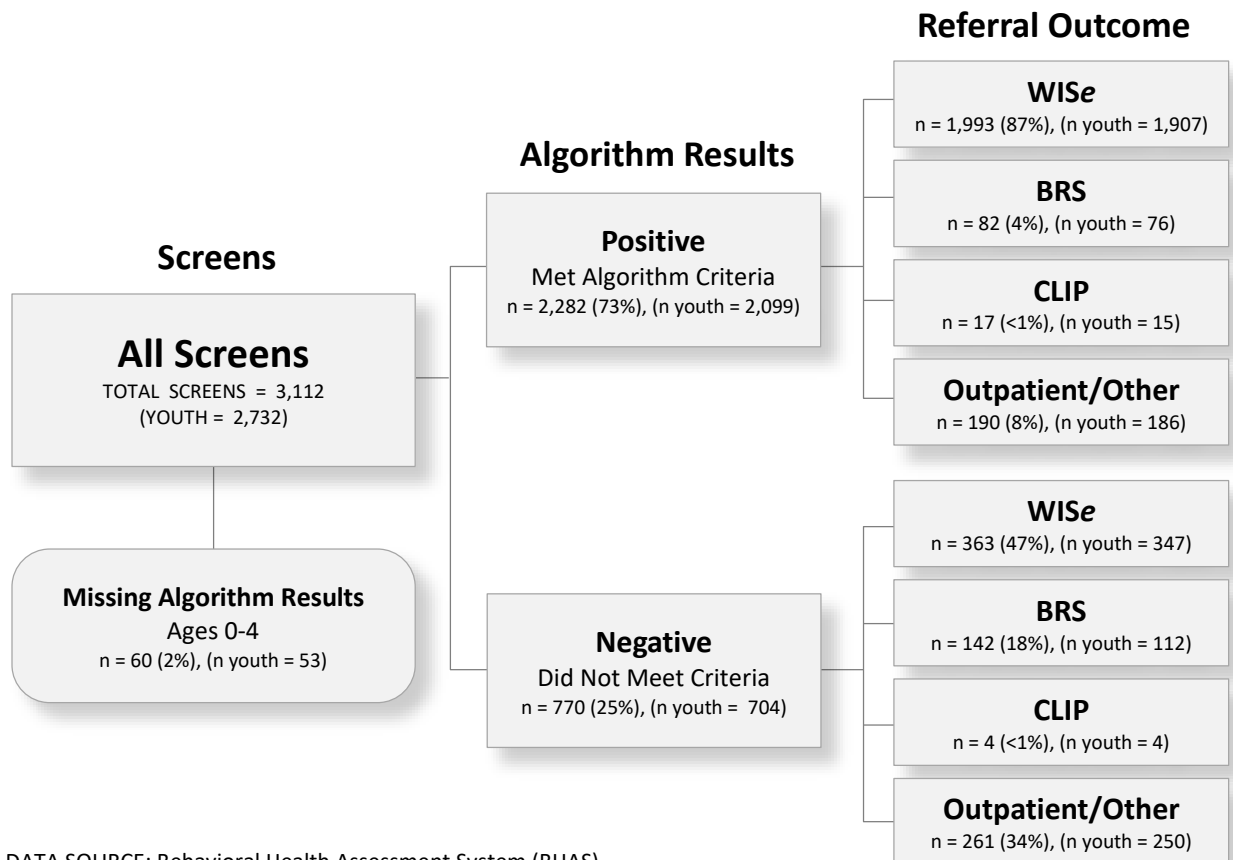 Referral Outcome
WISe
n = 1,993 (87%), (n youth = 1,907)
BRS
n = 82 (4%), (n youth = 76)
CLIP
n = 17 (<1%), (n youth = 15)
Outpatient/Other
n = 190 (8%), (n youth = 186)
Algorithm Results
Positive
Met Algorithm Criteria
n = 2,282 (73%), (n youth = 2,099)
Screens
All Screens
TOTAL SCREENS = 3,112
(YOUTH = 2,732)
Missing Algorithm Results
Ages 0-4
n = 60 (2%), (n youth = 53)
Negative
Did Not Meet Criteria
n = 770 (25%), (n youth = 704)
WISe
n = 363 (47%), (n youth = 347)
BRS
n = 142 (18%), (n youth = 112)
CLIP
n = 4 (<1%), (n youth = 4)
Outpatient/Other
n = 261 (34%), (n youth = 250)
DATA SOURCE: Behavioral Health Assessment System (BHAS)